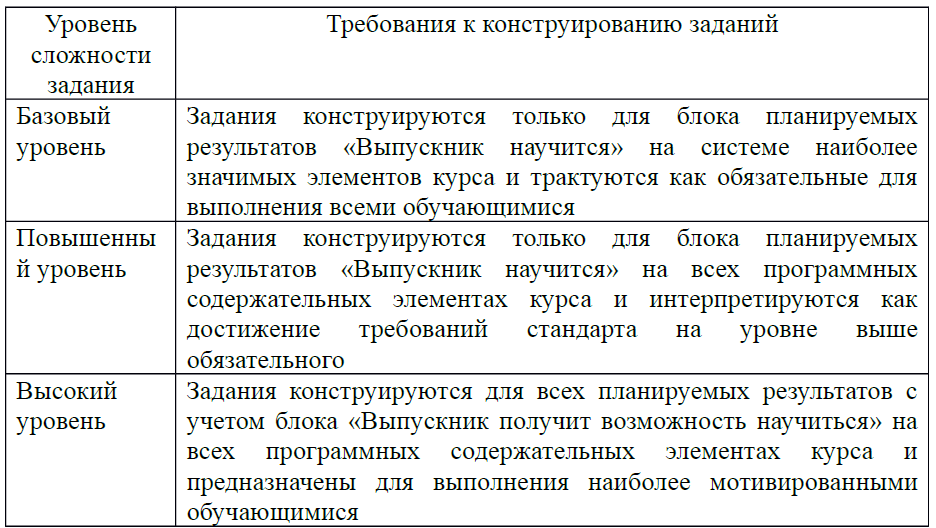 Уровень
сложности
задания
Требования к конструированию заданий
Базовый
уровень
Задания конструируются только для блока планируемых
результатов «Выпускник научится» на системе наиболее
значимых элементов курса и трактуются как обязательные для
выполнения всеми обучающимися
Повышенны
й уровень
Задания конструируются только для блока планируемых
результатов «Выпускник научится» на всех программных
содержательных элементах курса и интерпретируются как
достижение требований стандарта на уровне выше
обязательного
Высокий
уровень
Задания конструируются для всех планируемых результатов с
учетом блока «Выпускник получит возможность научиться» на
всех программных содержательных элементах курса и
предназначены для выполнения наиболее мотивированными
обучающимися